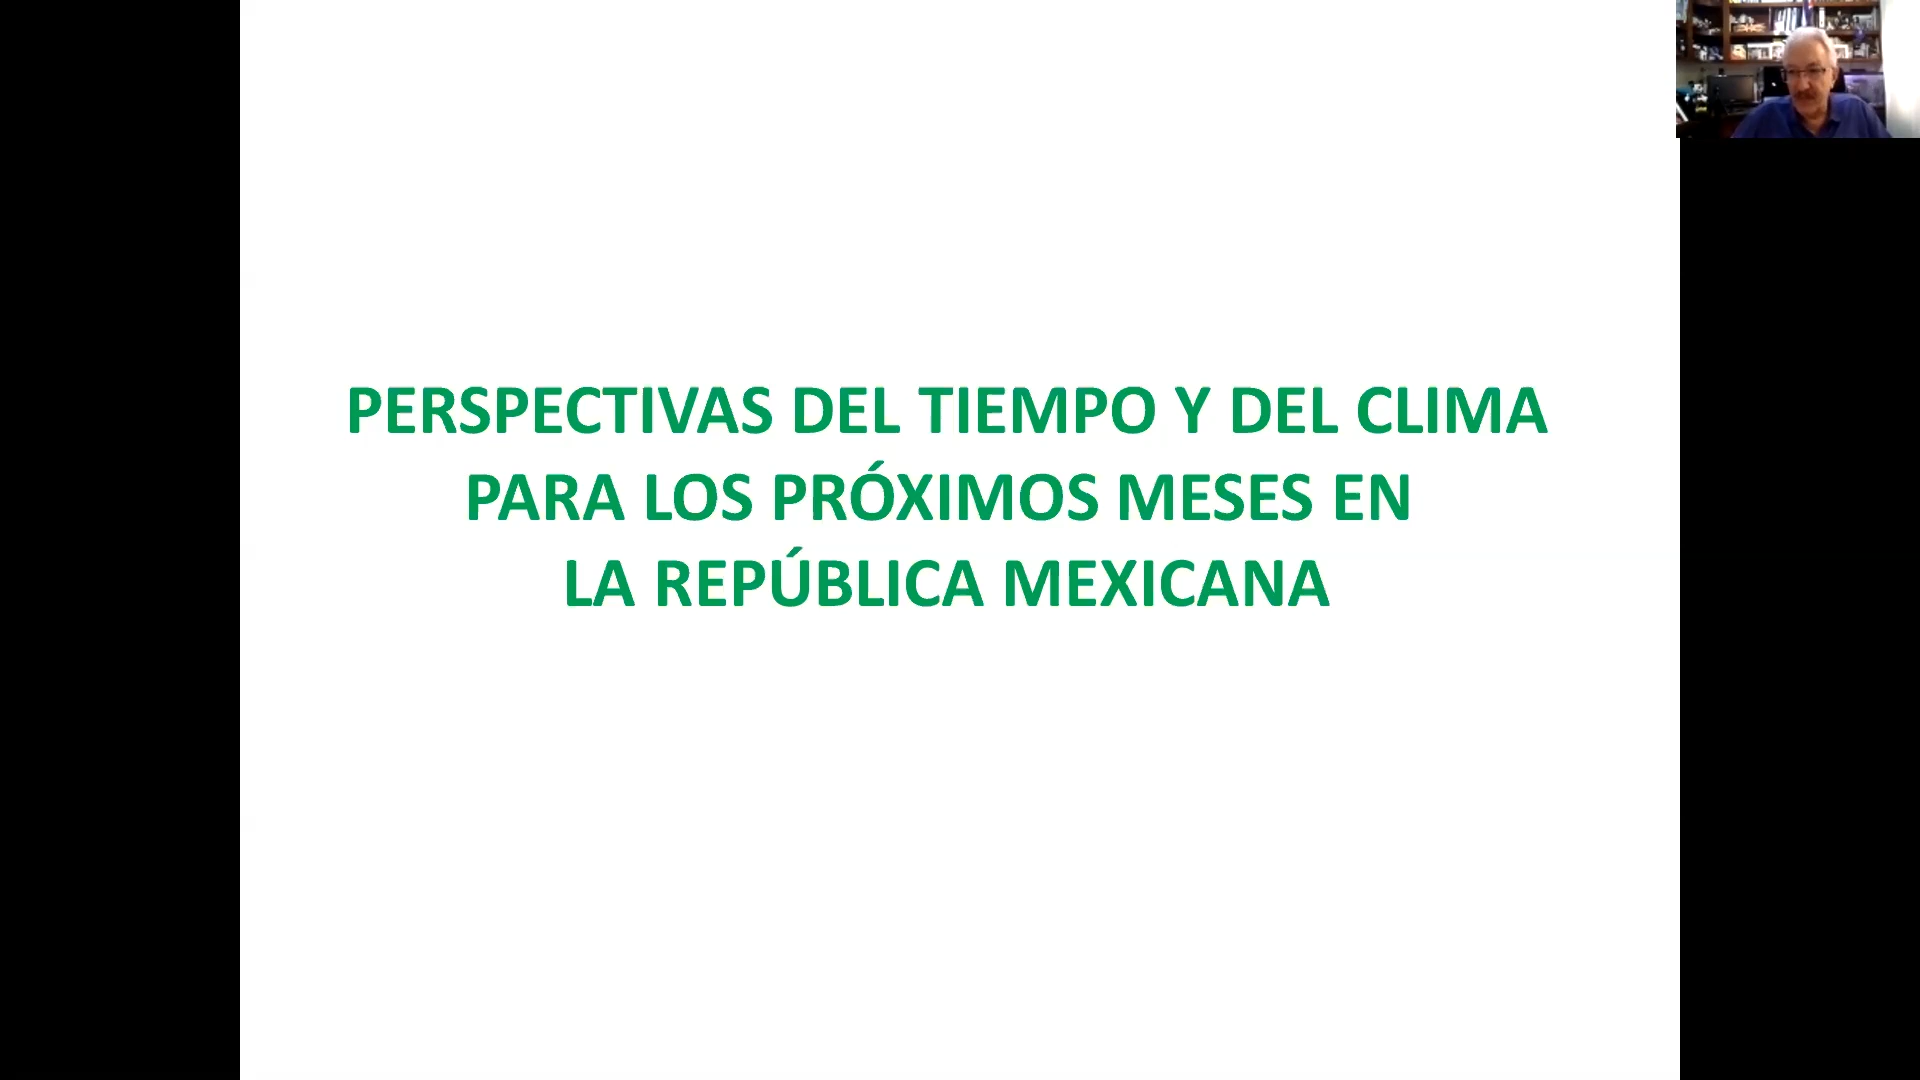 PERSPECTIVAS DEL TIEMPO Y DEL CLIMA
PARA LOS PRÓXIMOS MESES EN
LA REPÚBLICA MEXICANA